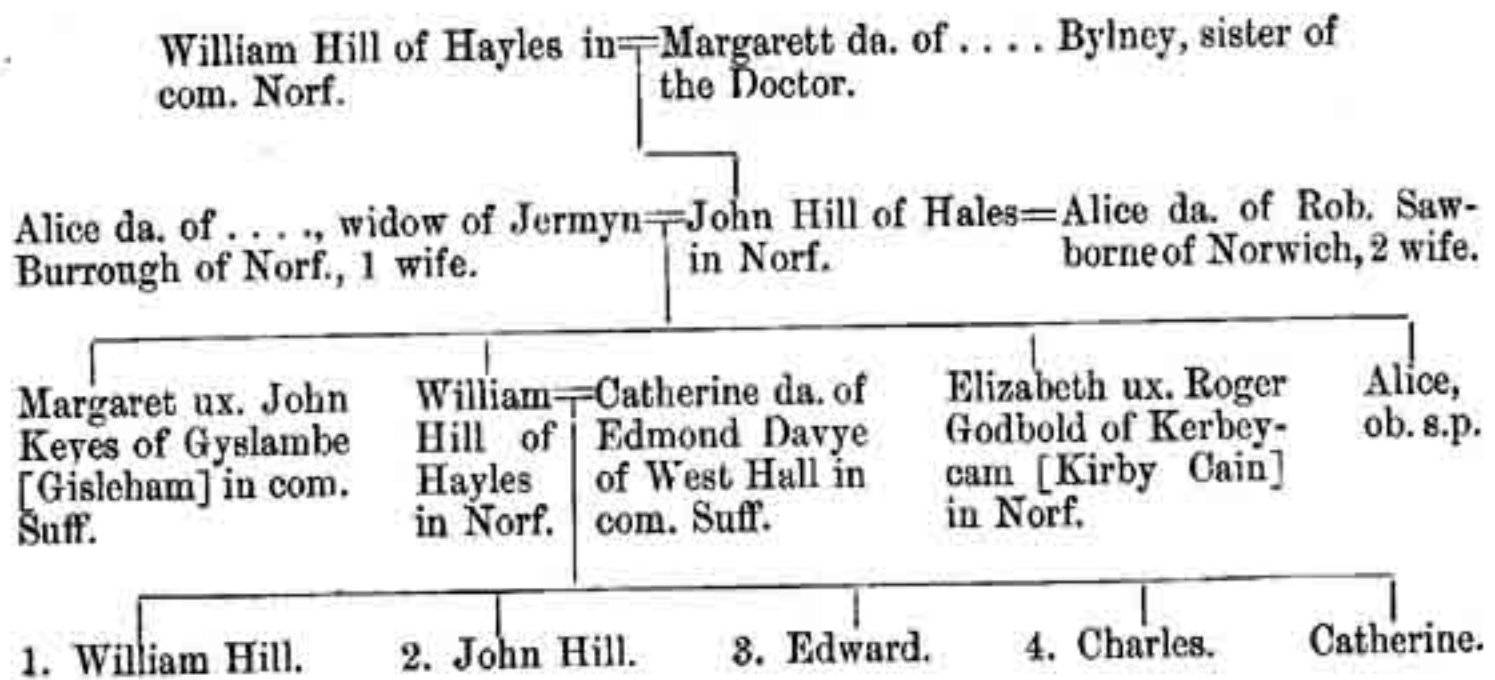 William Hill of Hayles in=Margarett da. of . . . . Bylney, sister of
com. Norf. the Doctor.
Alice da. of . . . ., widow of Jermyn=John Hill of Hales=Alice da. of Rob. Saw-
Burrough of Norf., 1 wife. in Norf. borne of Norwich, 2 wife.
Margaret ux. John
Keyes of Gyslambe
[Gisleham] in com.
Suff.
William=Catherine da. of
Hill of Edmond Davye
Hayles of West Hall in
in Norf. com. Suff.
Elizabeth ux. Roger
Godbold of Kerbey-
cam [Kirby Cain]
in Norf.
Alice,
ob. s.p.
1. William Hill. 2. John Hill. 3. Edward. 4. Charles. Catherine.